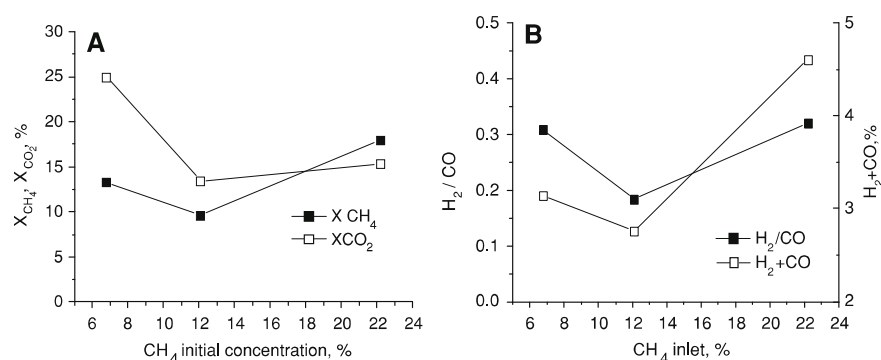 A
30
25
20
15
10
5
0
X_CH4, X_CO2, %
6 8 10 12 14 16 18 20 22 24
CH4 initial concentration, %
X CH4
XCO2
B
0.5
0.4
0.3
0.2
0.1
0.0
H2 / CO
5
4
3
2
H2+CO,%
6 8 10 12 14 16 18 20 22 24
CH4 inlet, %
H2/CO
H2+CO